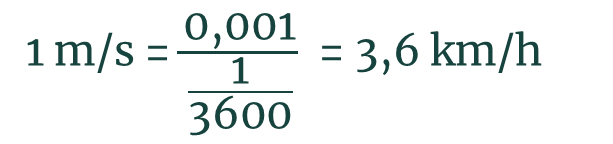 1 m/s = 0,001 / (1 / 3600) = 3,6 km/h